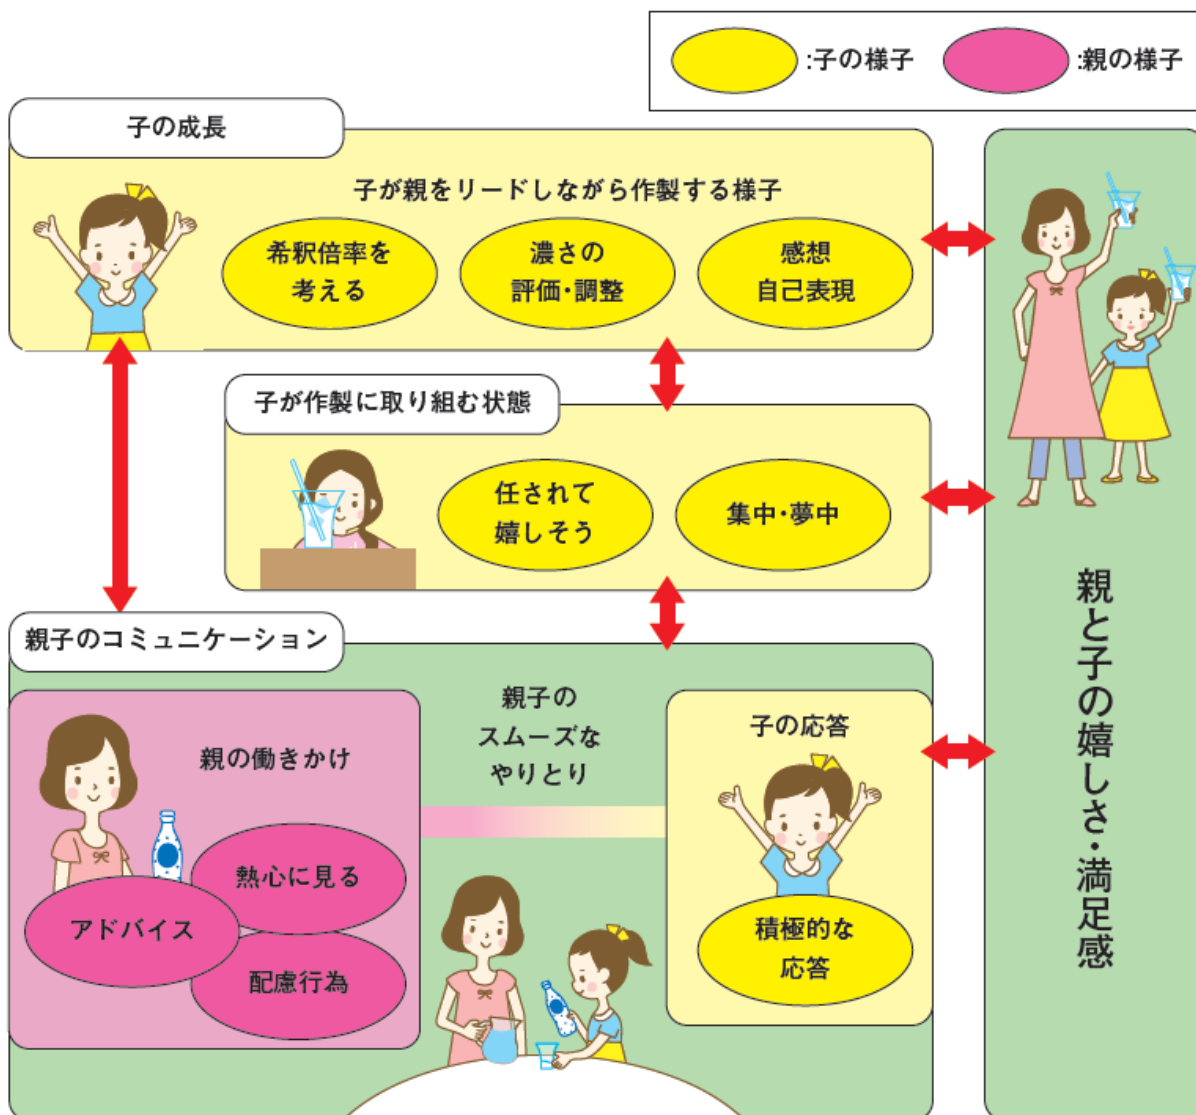 :子の様子
:親の様子
子の成長
子が親をリードしながら作製する様子
希釈倍率を
考える
濃さの
評価・調整
感想
自己表現
子が作製に取り組む状態
任されて
嬉しそう
集中・夢中
親子のコミュニケーション
親の働きかけ
熱心に見る
アドバイス
配慮行為
親子の
スムーズな
やりとり
子の応答
積極的な
応答
親と子の嬉しさ・満足感